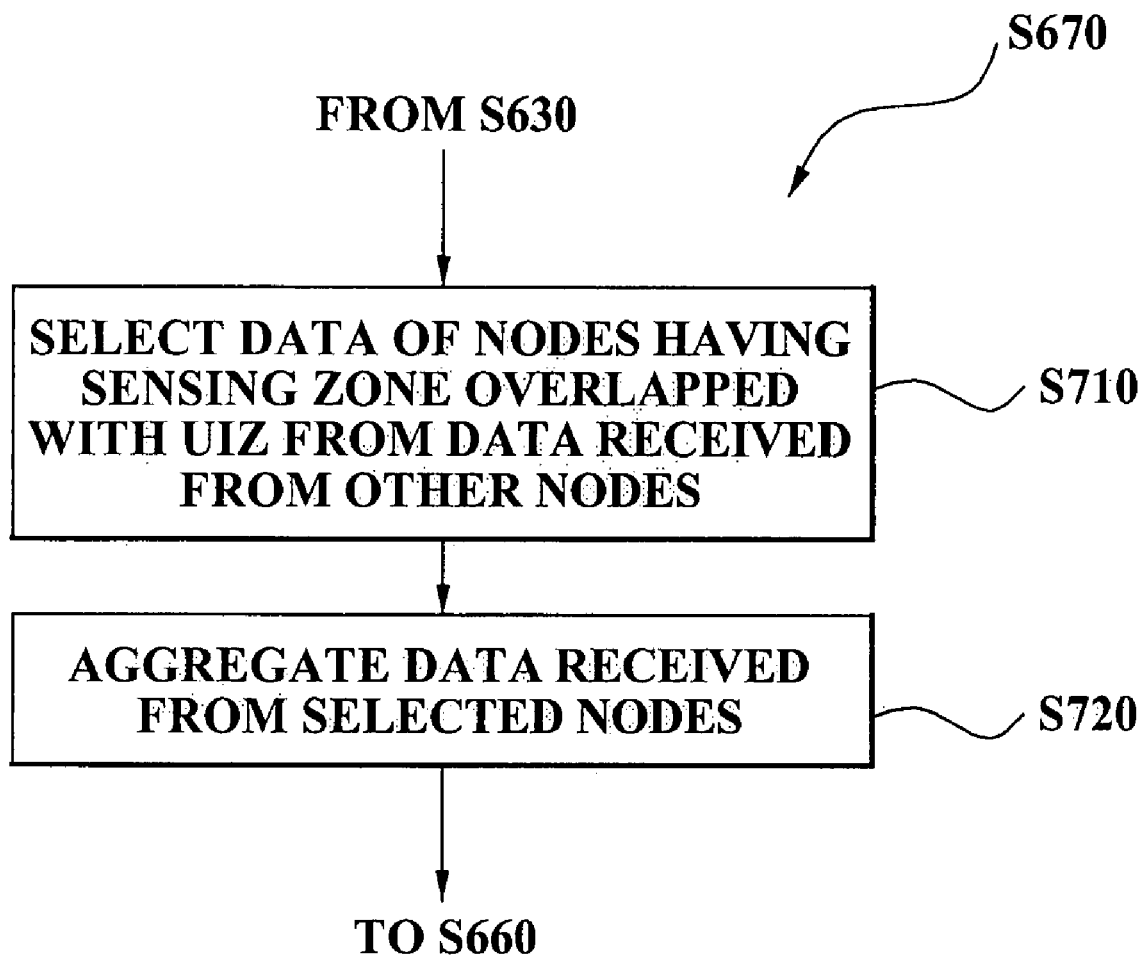 S670
FROM S630
SELECT DATA OF NODES HAVING
SENSING ZONE OVERLAPPED
WITH UIZ FROM DATA RECEIVED
FROM OTHER NODES
S710
AGGREGATE DATA RECEIVED
FROM SELECTED NODES
S720
TO S660